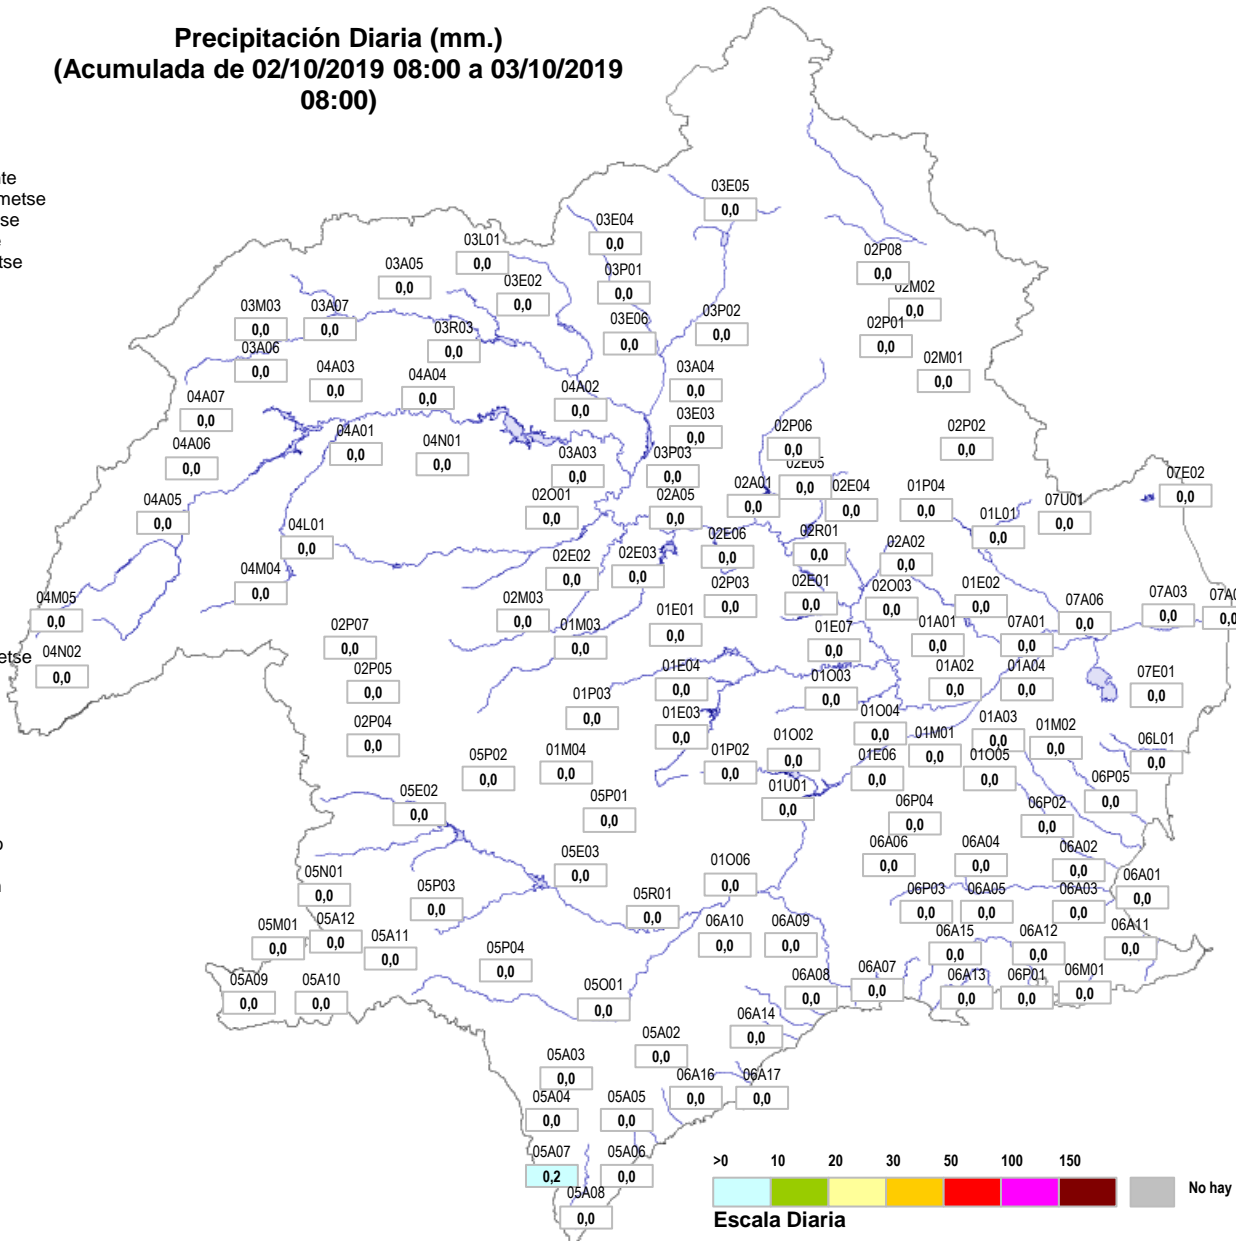 Precipitación Diaria (mm.)
(Acumulada de 02/10/2019 08:00 a 03/10/2019
08:00)
03E05
0,0
03E04
0,0
03L01
0,0
02P08
0,0
03A05
0,0
03P01
0,0
03E02
0,0
02M02
0,0
03M03
0,0
03A07
0,0
03E06
0,0
03P02
0,0
03R03
0,0
02P01
0,0
03A06
0,0
04A03
0,0
04A04
0,0
03A04
0,0
02M01
0,0
04A07
0,0
04A02
0,0
03E03
0,0
04A01
0,0
02P06
0,0
02P02
0,0
04A06
0,0
04N01
0,0
03A03
0,0
03P03
0,0
02E05
0,0
07E02
0,0
04A05
0,0
02O01
0,0
02A05
0,0
02A01
0,0
02E04
0,0
01P04
0,0
07U01
0,0
01L01
0,0
04L01
0,0
02E02
0,0
02E03
0,0
02E06
0,0
02R01
0,0
02A02
0,0
04M04
0,0
02P03
0,0
02E01
0,0
02O03
0,0
01E02
0,0
04M05
0,0
02M03
0,0
01E01
0,0
07A06
0,0
07A03
0,0
07A0
0,0
02P07
0,0
01M03
0,0
01E07
0,0
01A01
0,0
07A01
0,0
etse
04N02
0,0
02P05
0,0
01E04
0,0
01O03
0,0
01A02
0,0
01A04
0,0
07E01
0,0
01P03
0,0
02P04
0,0
01E03
0,0
01O04
0,0
01A03
0,0
01M02
0,0
05P02
0,0
01M04
0,0
01P02
0,0
01O02
0,0
01M01
0,0
01E06
0,0
01O05
0,0
06L01
0,0
05E02
0,0
05P01
0,0
01U01
0,0
06P04
0,0
06P02
0,0
06P05
0,0
05E03
0,0
01O06
0,0
06A06
0,0
06A04
0,0
06A02
0,0
05N01
0,0
05P03
0,0
05R01
0,0
06P03
0,0
06A05
0,0
06A03
0,0
06A01
0,0
05M01
0,0
05A12
0,0
05A11
0,0
06A10
0,0
06A09
0,0
06A15
0,0
06A12
0,0
06A11
0,0
05P04
0,0
05A09
0,0
05A10
0,0
05O01
0,0
06A08
0,0
06A07
0,0
06A13
0,0
06P01
0,0
06M01
0,0
06A14
0,0
05A03
0,0
05A02
0,0
06A16
0,0
06A17
0,0
05A04
0,0
05A05
0,0
05A07
0,2
05A06
0,0
05A08
0,0
>0 10 20 30 50 100 150
No hay
Escala Diaria